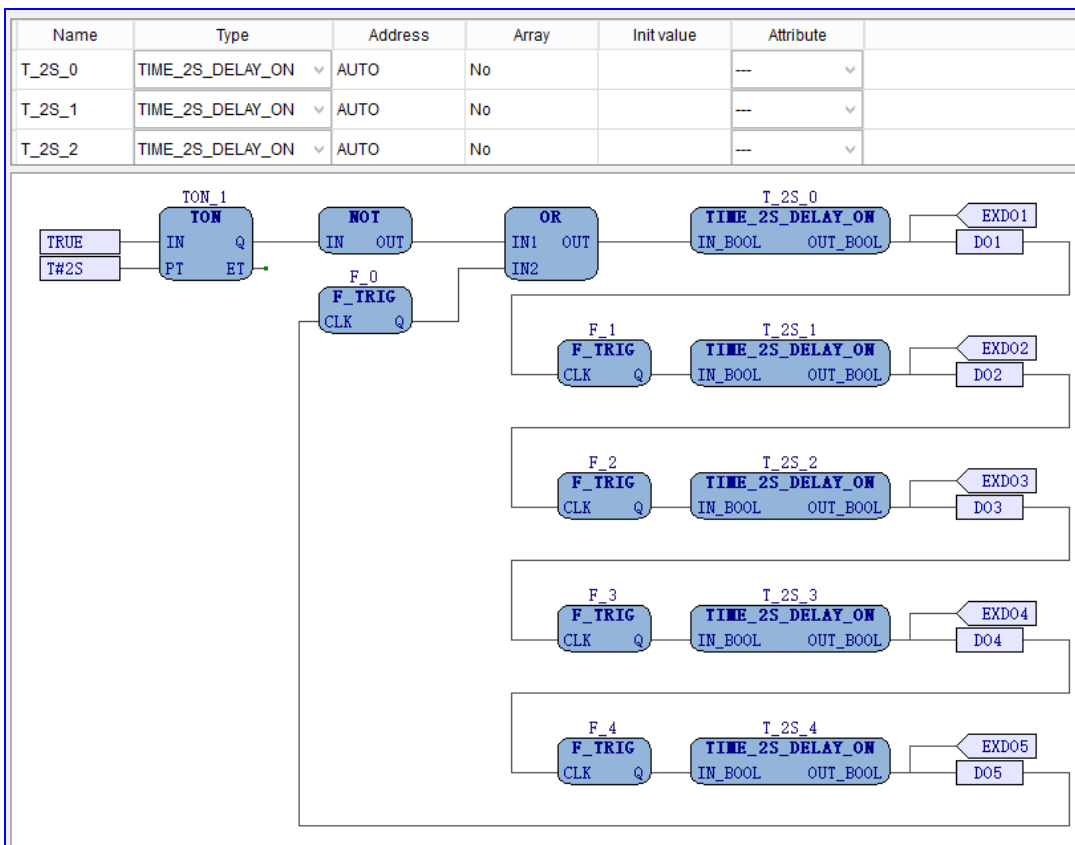 Name Type Address Array Init value Attribute
T_2S_0 TIME_2S_DELAY_ON AUTO No ---
T_2S_1 TIME_2S_DELAY_ON AUTO No ---
T_2S_2 TIME_2S_DELAY_ON AUTO No ---
TON_1 T_2S_0
TON NOT OR TIME_2S_DELAY_ON EXDO1
TRUE IN Q IN OUT IN1 OUT IN_BOOL OUT_BOOL DO1
T#2S PT ET IN2
F_0
F_TRIG
CLK Q
F_1 T_2S_1
F_TRIG TIME_2S_DELAY_ON EXDO2
CLK Q IN_BOOL OUT_BOOL DO2
F_2 T_2S_2
F_TRIG TIME_2S_DELAY_ON EXDO3
CLK Q IN_BOOL OUT_BOOL DO3
F_3 T_2S_3
F_TRIG TIME_2S_DELAY_ON EXDO4
CLK Q IN_BOOL OUT_BOOL DO4
F_4 T_2S_4
F_TRIG TIME_2S_DELAY_ON EXDO5
CLK Q IN_BOOL OUT_BOOL DO5